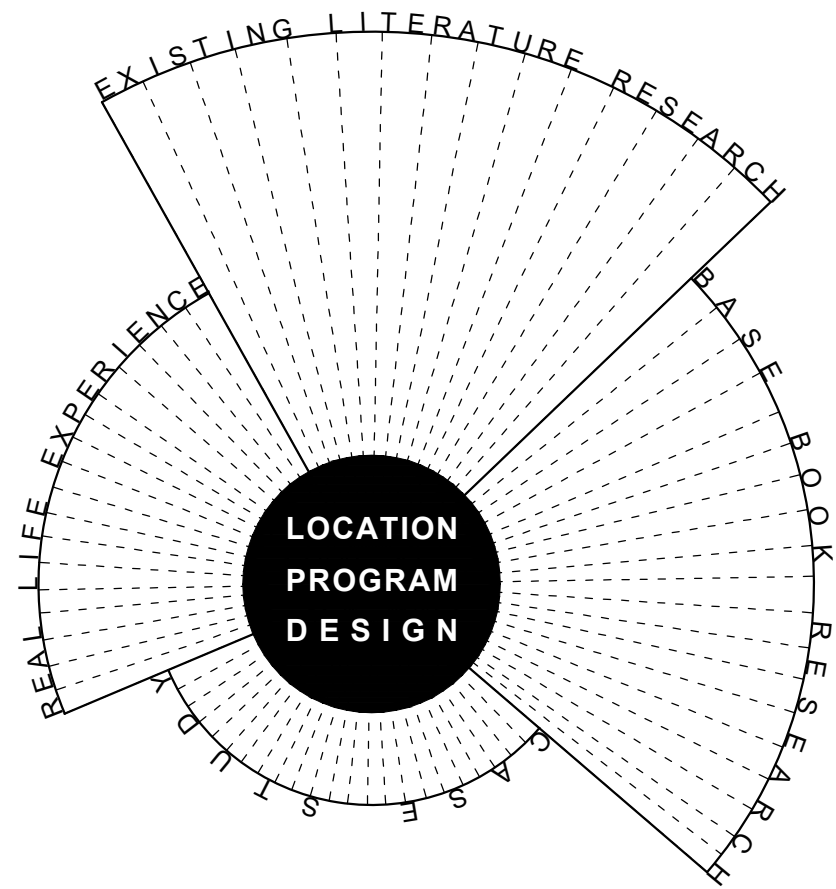 EXISTING LITERATURE RESEARCH
BASE BOOK RESEARCH
CASE STUDY
REAL LIFE EXPERIENCE
LOCATION
PROGRAM
DESIGN